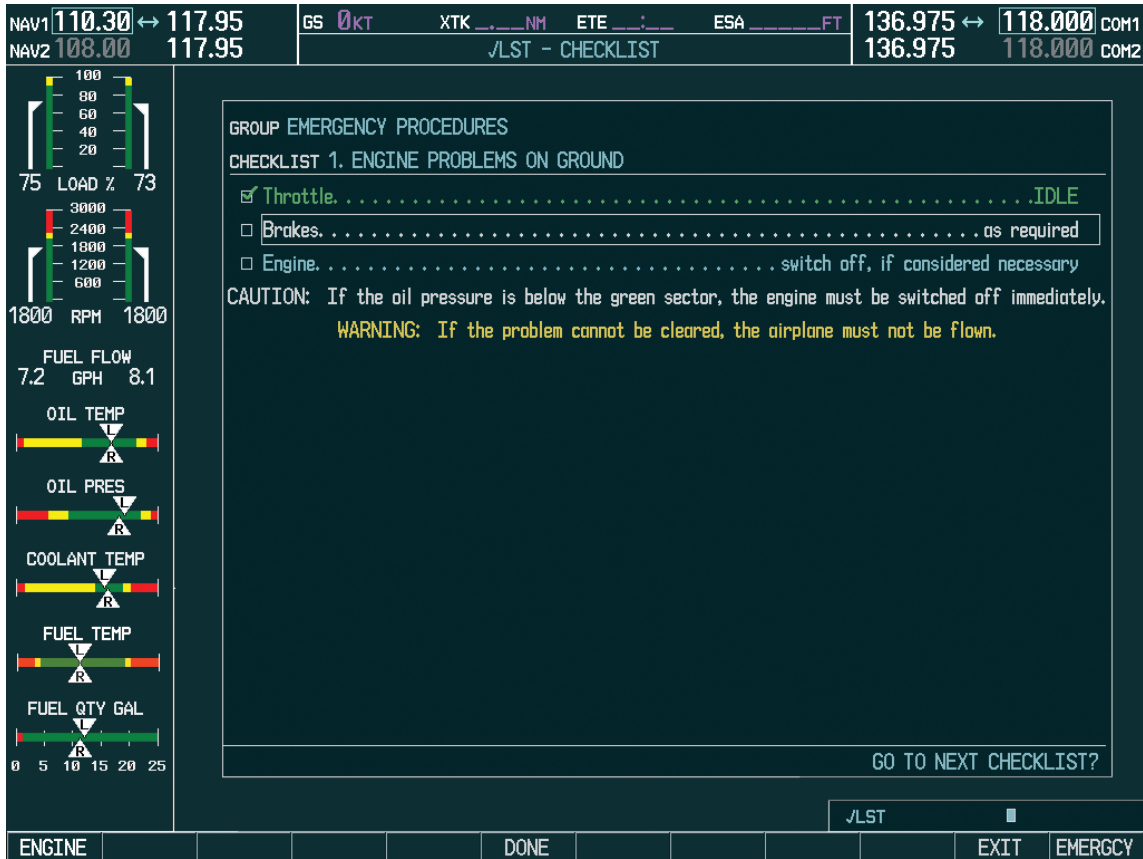 NAV1 110.30 ↔ 117.95
NAV2 108.00 117.95
GS 0KT XTK _.__NM ETE __:__ ESA _____FT
√LST - CHECKLIST
136.975 ↔ 118.000 COM1
136.975 118.000 COM2
100
80
60
40
20
75 LOAD % 73
3000
2400
1800
1200
600
1800 RPM 1800
FUEL FLOW
7.2 GPH 8.1
OIL TEMP
L
R
OIL PRES
L
R
COOLANT TEMP
L
R
FUEL TEMP
L
R
FUEL QTY GAL
L
R
0 5 10 15 20 25
GROUP EMERGENCY PROCEDURES
CHECKLIST 1. ENGINE PROBLEMS ON GROUND
☑ Throttle. . . . . . . . . . . . . . . . . . . . . . . . . . . . . . . . . . . . . . . . . . . . . . . . . . . . .IDLE
☐ Brakes. . . . . . . . . . . . . . . . . . . . . . . . . . . . . . . . . . . . . . . . . . . . . . . . . as required
☐ Engine. . . . . . . . . . . . . . . . . . . . . . . . . . . . . . . . . . switch off, if considered necessary
CAUTION: If the oil pressure is below the green sector, the engine must be switched off immediately.
WARNING: If the problem cannot be cleared, the airplane must not be flown.
GO TO NEXT CHECKLIST?
√LST
ENGINE DONE EXIT EMERGCY